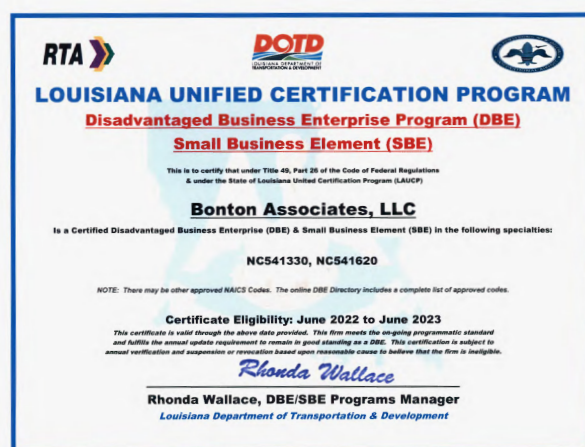 RTA
DOTD
LOUISIANA DEPARTMENT OF
TRANSPORTATION & DEVELOPMENT
LOUISIANA UNIFIED CERTIFICATION PROGRAM
Disadvantaged Business Enterprise Program (DBE)
Small Business Element (SBE)
This is to certify that under Title 49, Part 26 of the Code of Federal Regulations
& under the State of Louisiana United Certification Program (LAUCP)
Bonton Associates, LLC
Is a Certified Disadvantaged Business Enterprise (DBE) & Small Business Element (SBE) in the following specialties:
NC541330, NC541620
NOTE: There may be other approved NAICS Codes. The online DBE Directory includes a complete list of approved codes.
Certificate Eligibility: June 2022 to June 2023
This certificate is valid through the above date provided. This firm meets the on-going programmatic standard
and fulfills the annual update requirement to remain in good standing as a DBE. This certification is subject to
annual verification and suspension or revocation based upon reasonable cause to believe that the firm is ineligible.
Rhonda Wallace
Rhonda Wallace, DBE/SBE Programs Manager
Louisiana Department of Transportation & Development